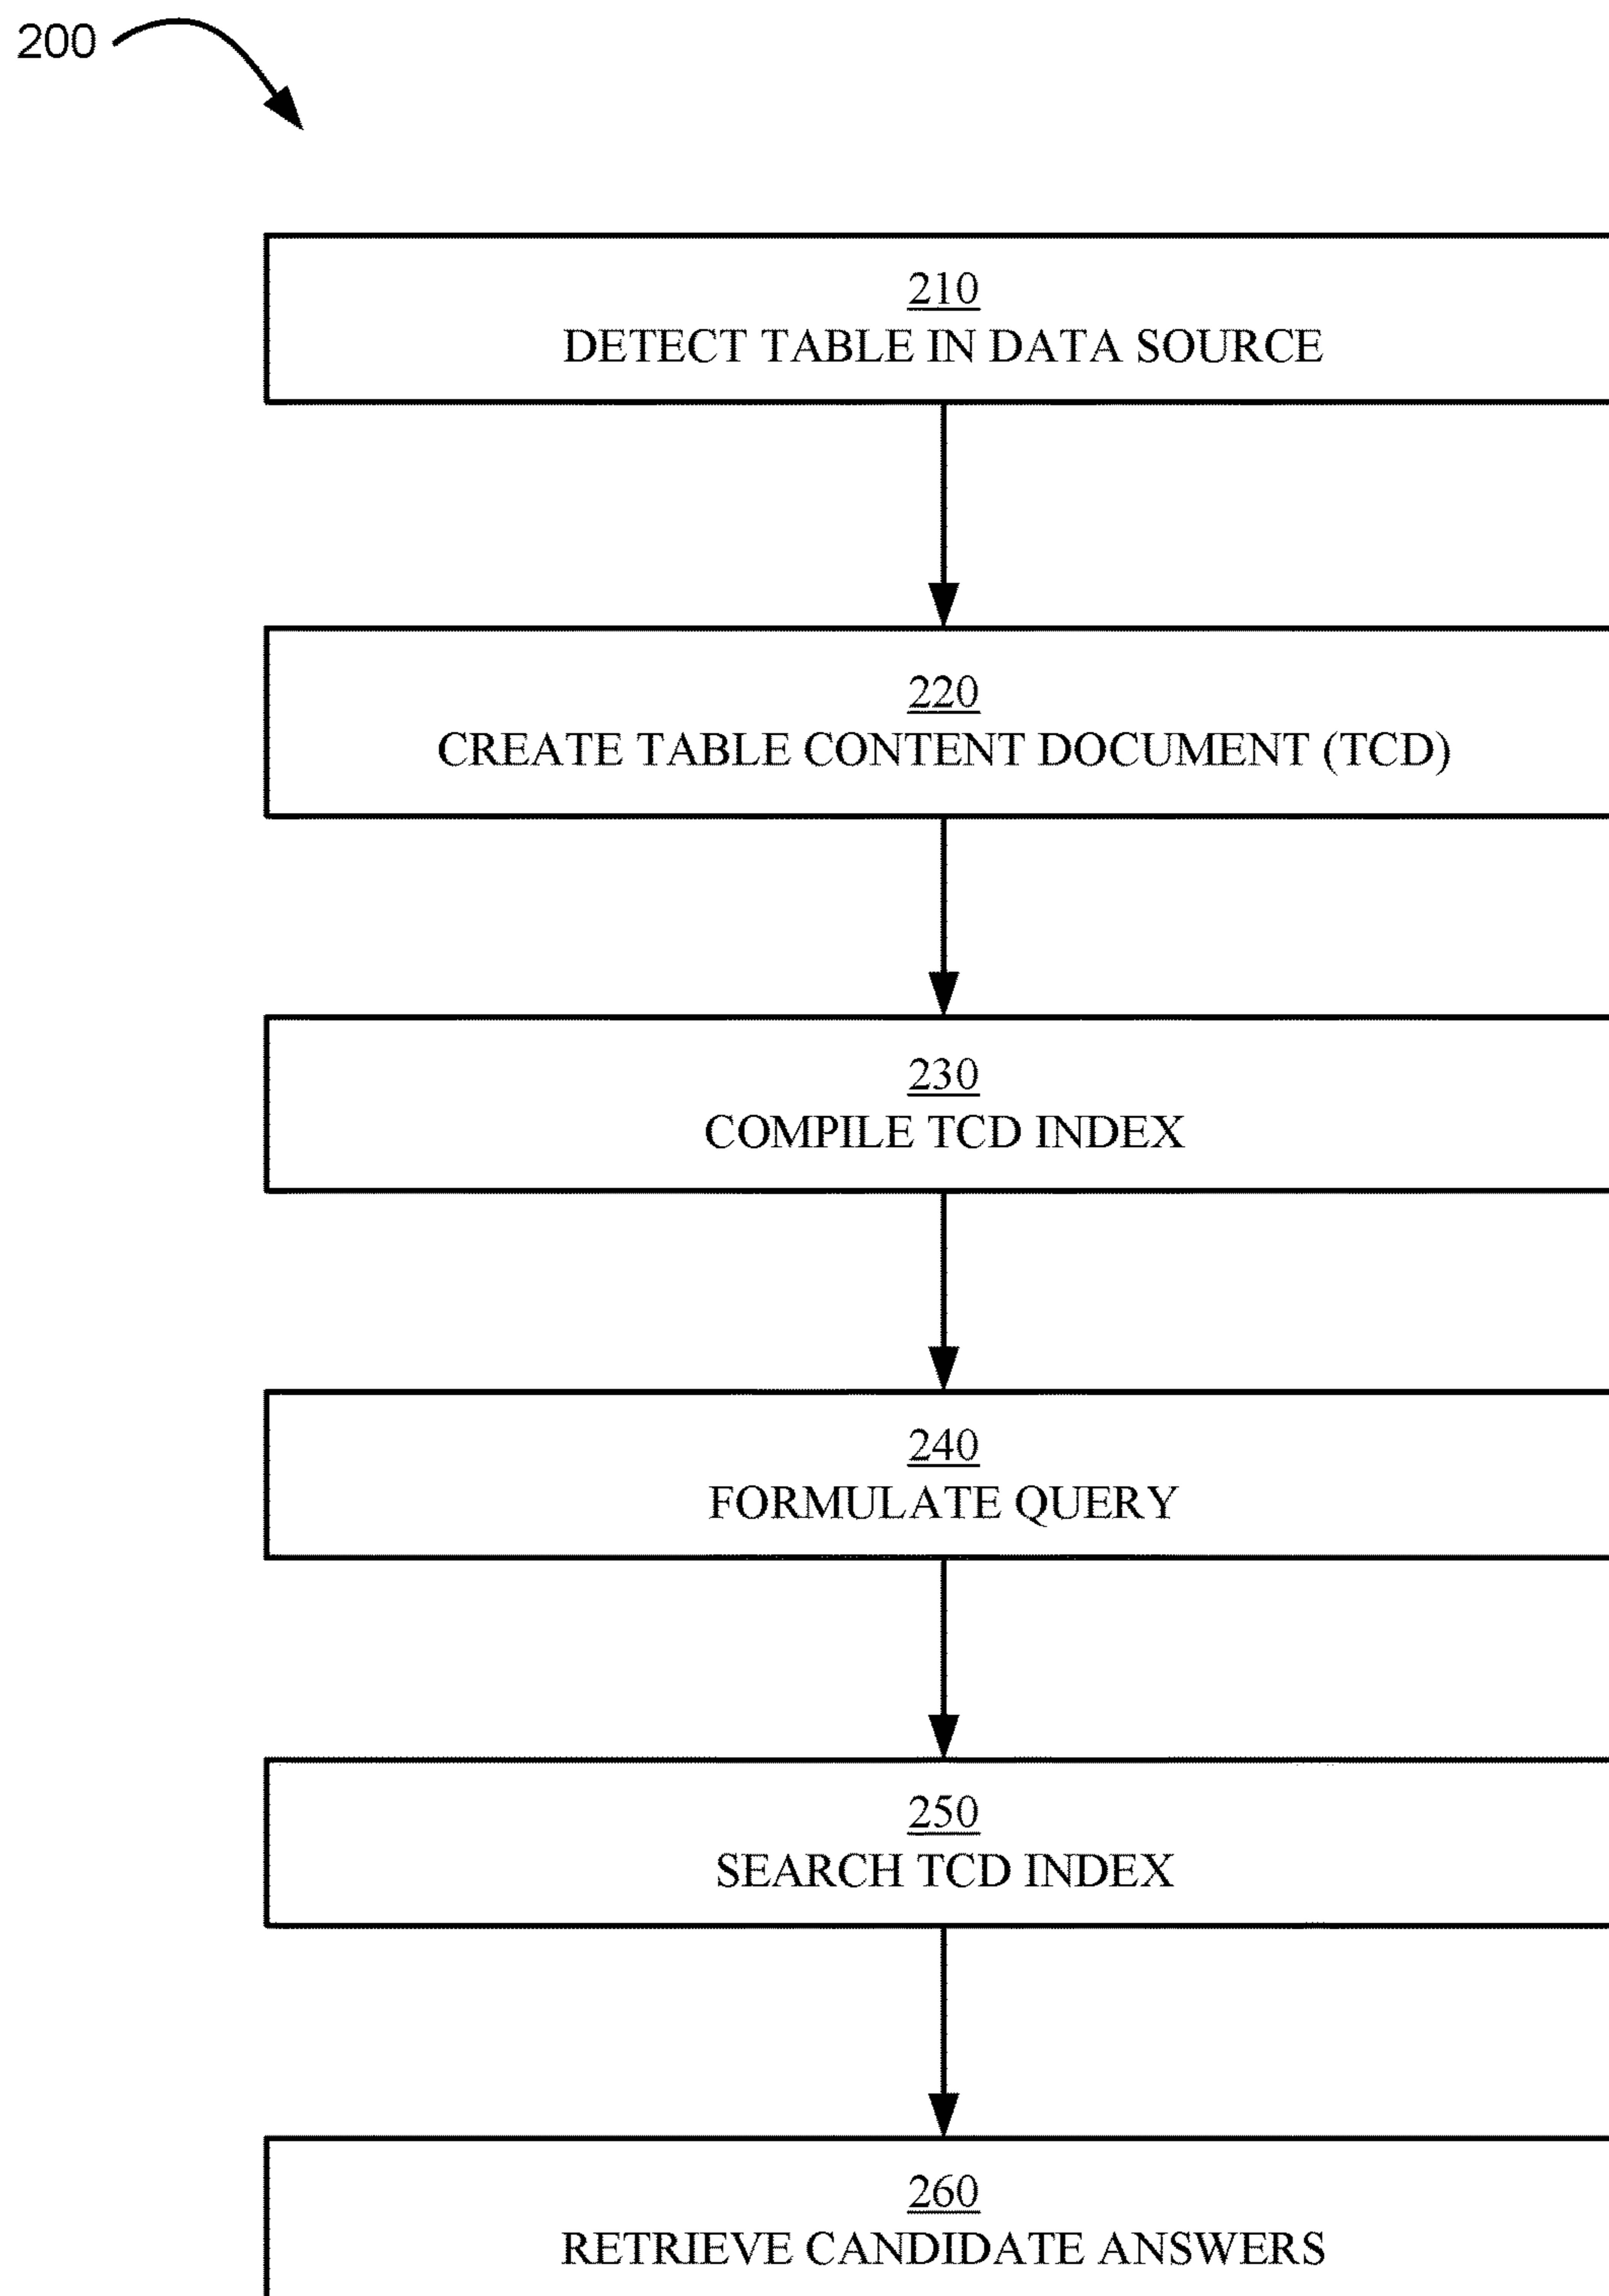 200
210
DETECT TABLE IN DATA SOURCE
220
CREATE TABLE CONTENT DOCUMENT (TCD)
230
COMPILE TCD INDEX
240
FORMULATE QUERY
250
SEARCH TCD INDEX
260
RETRIEVE CANDIDATE ANSWERS